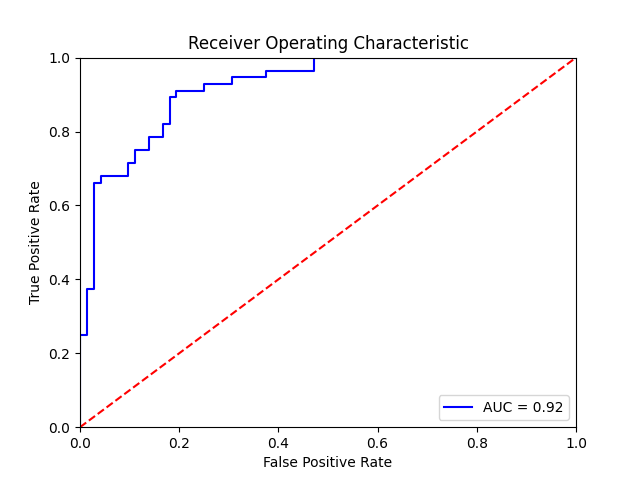 Receiver Operating Characteristic
1.0
0.8
0.6
0.4
0.2
0.0
True Positive Rate
AUC = 0.92
0.0 0.2 0.4 0.6 0.8 1.0
False Positive Rate